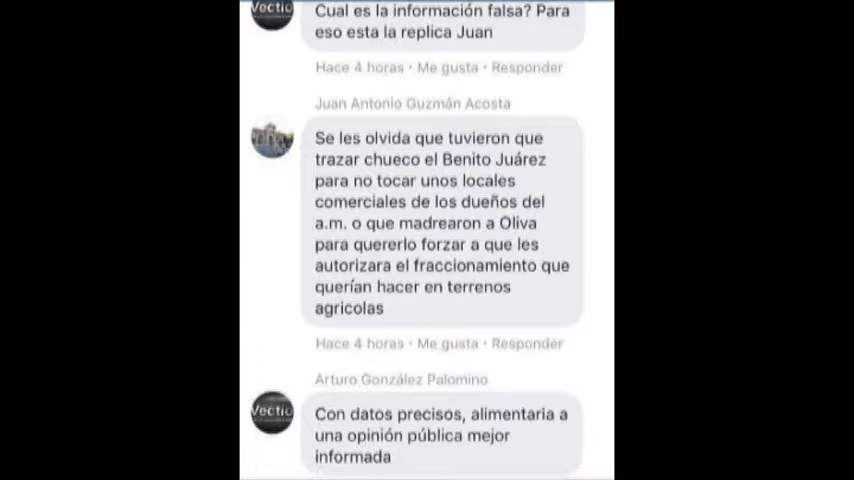 Vectio
Cual es la información falsa? Para
eso esta la replica Juan
Hace 4 horas · Me gusta · Responder
Juan Antonio Guzmán Acosta
Se les olvida que tuvieron que
trazar chueco el Benito Juárez
para no tocar unos locales
comerciales de los dueños del
a.m. o que madrearon a Oliva
para quererlo forzar a que les
autorizara el fraccionamiento que
querían hacer en terrenos
agricolas
Hace 4 horas · Me gusta · Responder
Arturo González Palomino
Vectio
Con datos precisos, alimentaria a
una opinión pública mejor
informada